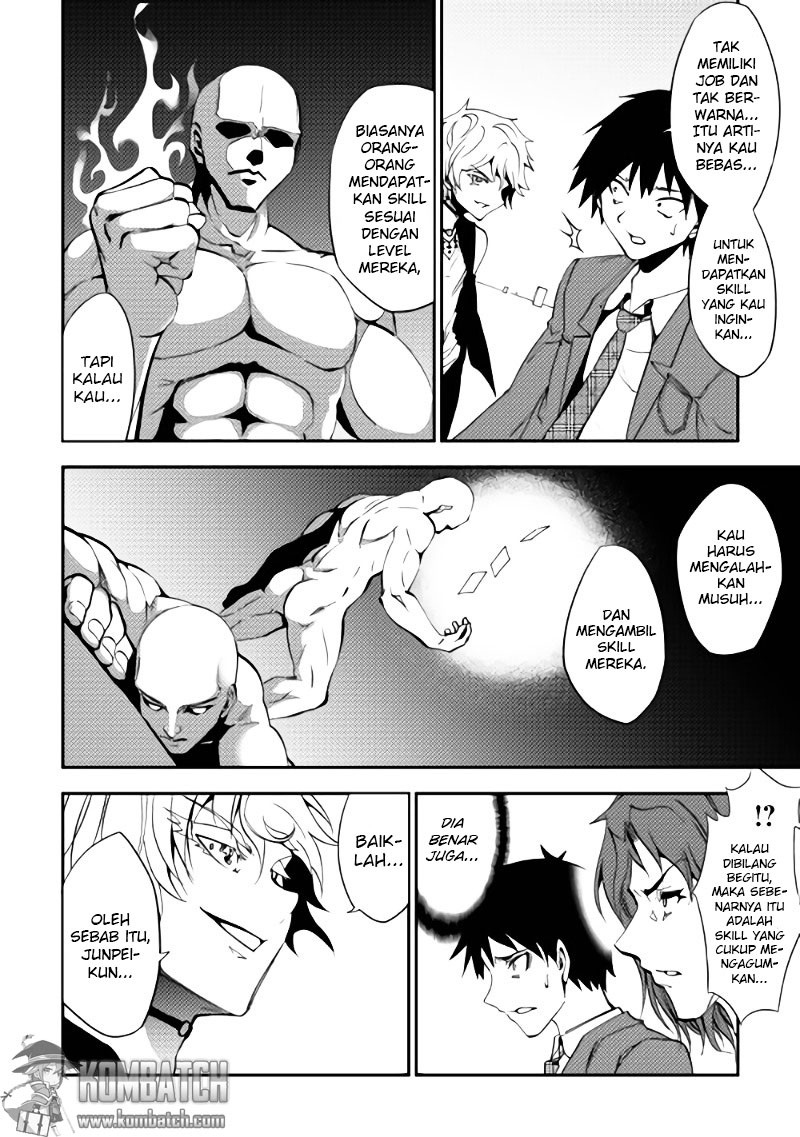 TAK
MEMILIKI
JOB DAN
TAK BER-
WARNA...
ITU ARTI-
NYA KAU
BEBAS...
UNTUK
MEN-
DAPATKAN
SKILL
YANG KAU
INGIN-
KAN...
BIASANYA
ORANG-
ORANG
MENDAPAT-
KAN SKILL
SESUAI
DENGAN
LEVEL
MEREKA,
TAPI
KALAU
KAU...
KAU
HARUS
MENGALAH-
KAN
MUSUH...
DAN
MENGAMBIL
SKILL
MEREKA.
!?
KALAU
DIBILANG
BEGITU,
MAKA SEBE-
NARNYA ITU
ADALAH
SKILL YANG
CUKUP ME-
NGAGUM-
KAN...
DIA
BENAR
JUGA...
BAIK-
LAH...
OLEH
SEBAB ITU,
JUNPEI-
KUN...
KOMBATCH
www.kombatch.com